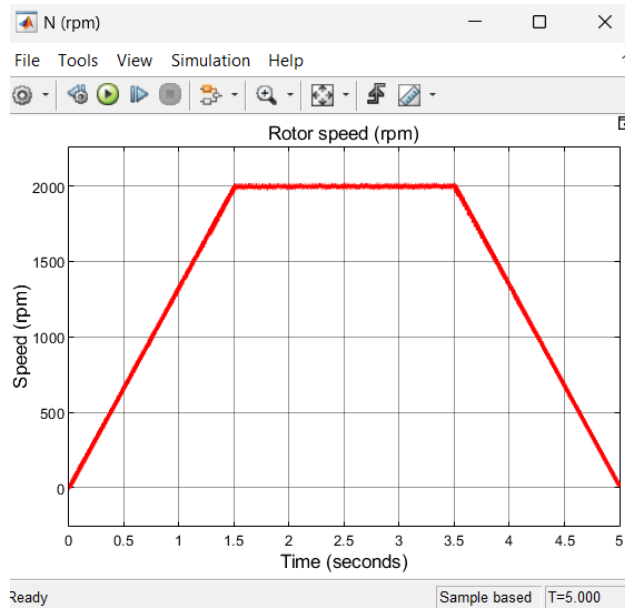 N (rpm)
File Tools View Simulation Help
Rotor speed (rpm)
2000
1500
1000
500
0
Speed (rpm)
0 0.5 1 1.5 2 2.5 3 3.5 4 4.5 5
Time (seconds)
Ready Sample based T=5.000